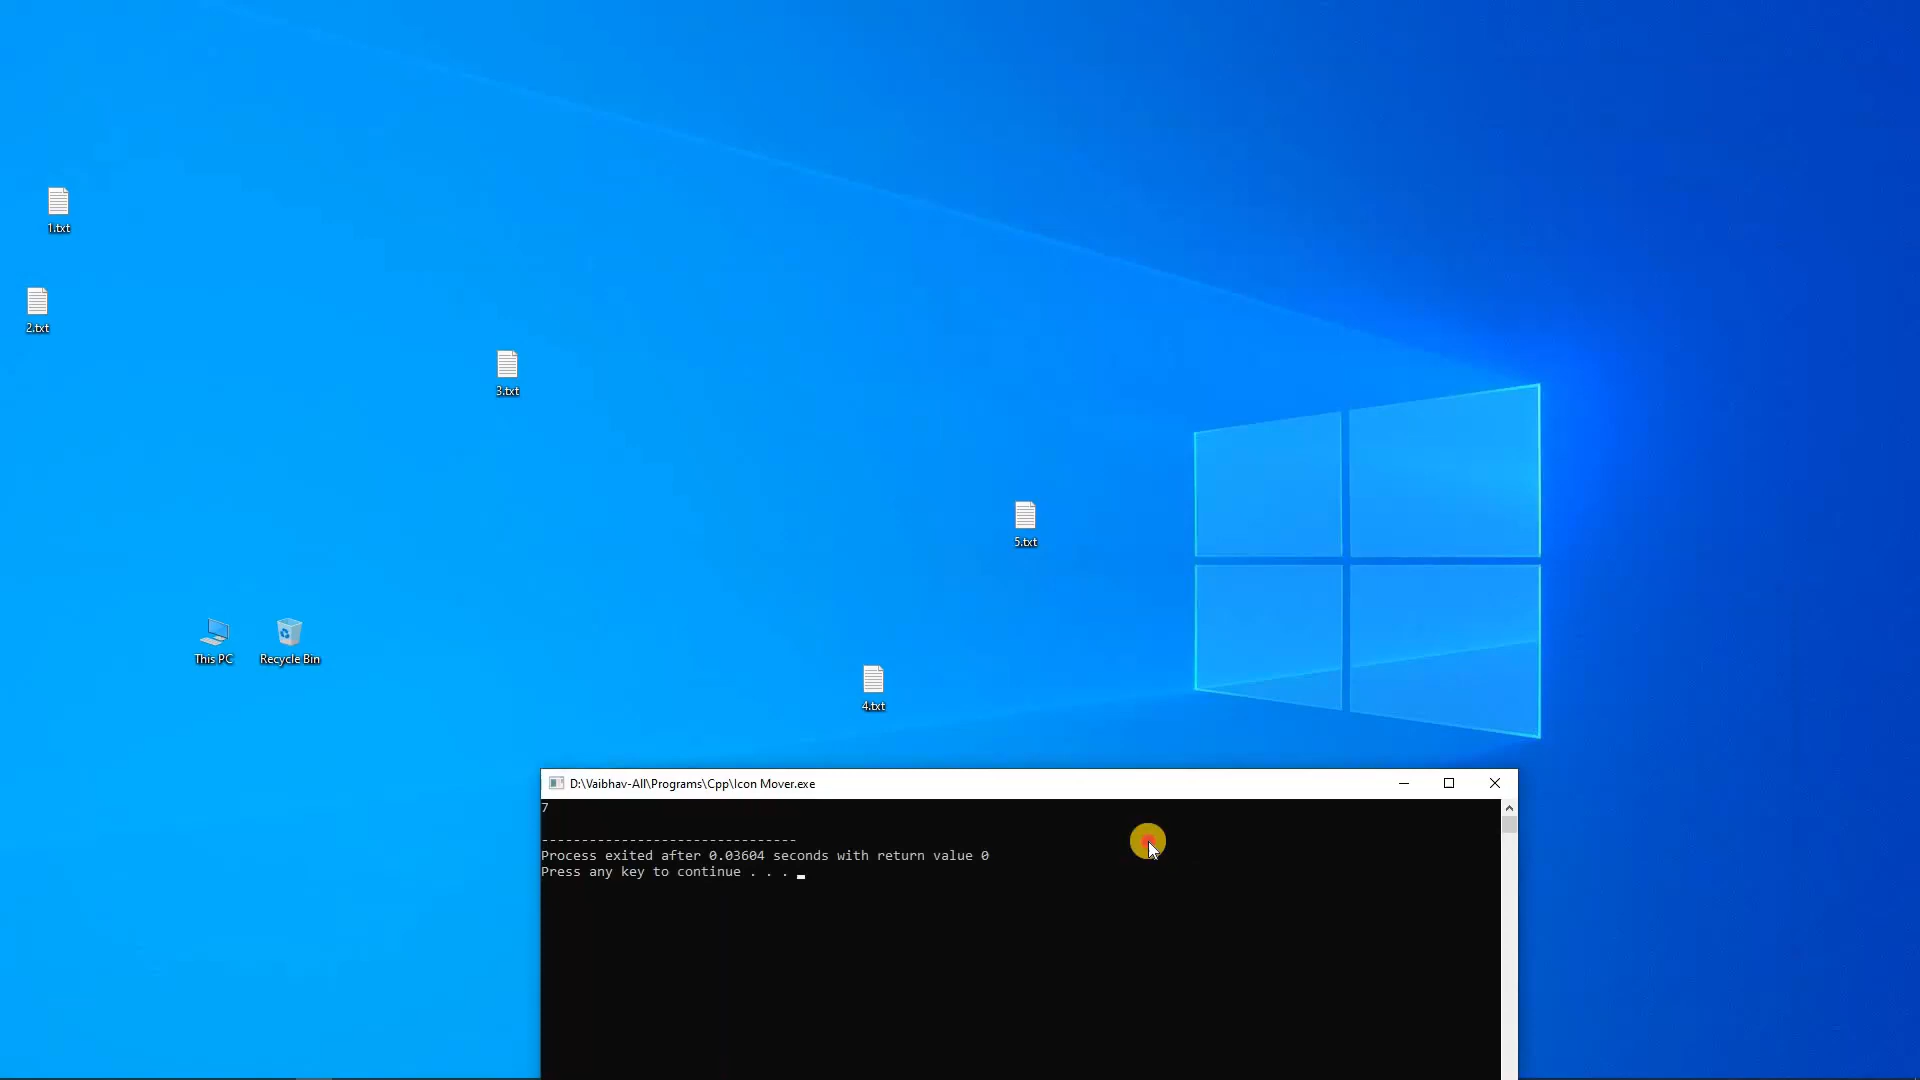 1.txt
2.txt
3.txt
5.txt
This PC
Recycle Bin
4.txt
D:\Vaibhav-All\Programs\Cpp\Icon Mover.exe
7
--------------------------------
Process exited after 0.03604 seconds with return value 0
Press any key to continue . . .